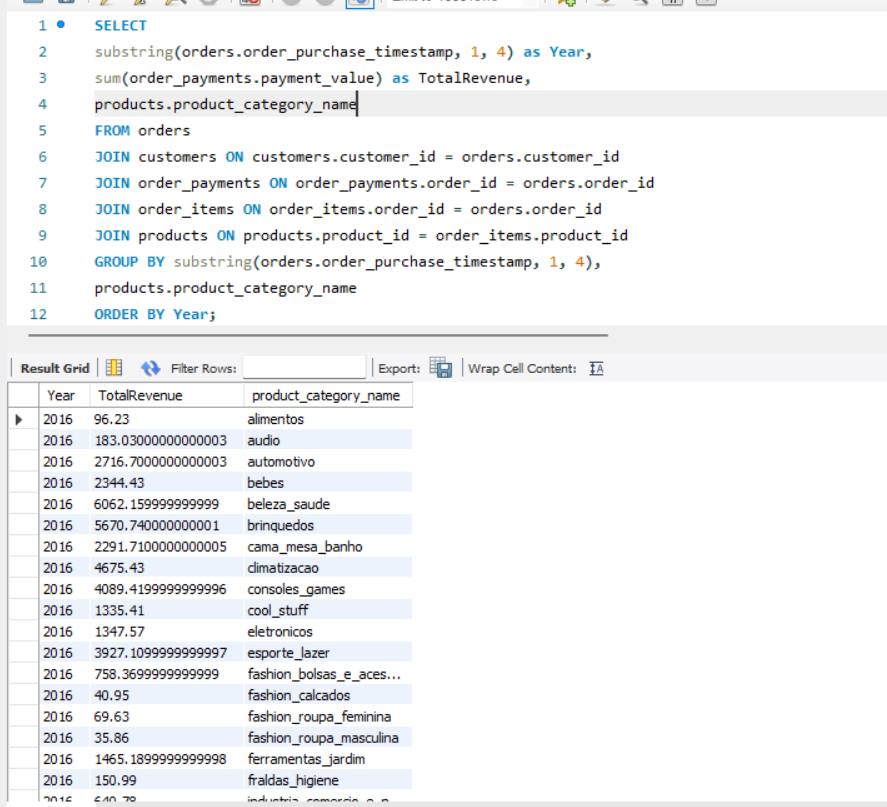 1 SELECT
2 substring(orders.order_purchase_timestamp, 1, 4) as Year,
3 sum(order_payments.payment_value) as TotalRevenue,
4 products.product_category_name
5 FROM orders
6 JOIN customers ON customers.customer_id = orders.customer_id
7 JOIN order_payments ON order_payments.order_id = orders.order_id
8 JOIN order_items ON order_items.order_id = orders.order_id
9 JOIN products ON products.product_id = order_items.product_id
10 GROUP BY substring(orders.order_purchase_timestamp, 1, 4),
11 products.product_category_name
12 ORDER BY Year;
Result Grid Filter Rows: Export: Wrap Cell Content:
Year TotalRevenue product_category_name
2016 96.23 alimentos
2016 183.03000000000003 audio
2016 2716.7000000000003 automotivo
2016 2344.43 bebes
2016 6062.159999999999 beleza_saude
2016 5670.740000000001 brinquedos
2016 2291.7100000000005 cama_mesa_banho
2016 4675.43 climatizacao
2016 4089.4199999999996 consoles_games
2016 1335.41 cool_stuff
2016 1347.57 eletronicos
2016 3927.1099999999997 esporte_lazer
2016 758.3699999999999 fashion_bolsas_e_aces...
2016 40.95 fashion_calcados
2016 69.63 fashion_roupa_feminina
2016 35.86 fashion_roupa_masculina
2016 1465.1899999999998 ferramentas_jardim
2016 150.99 fraldas_higiene
2016 640.78